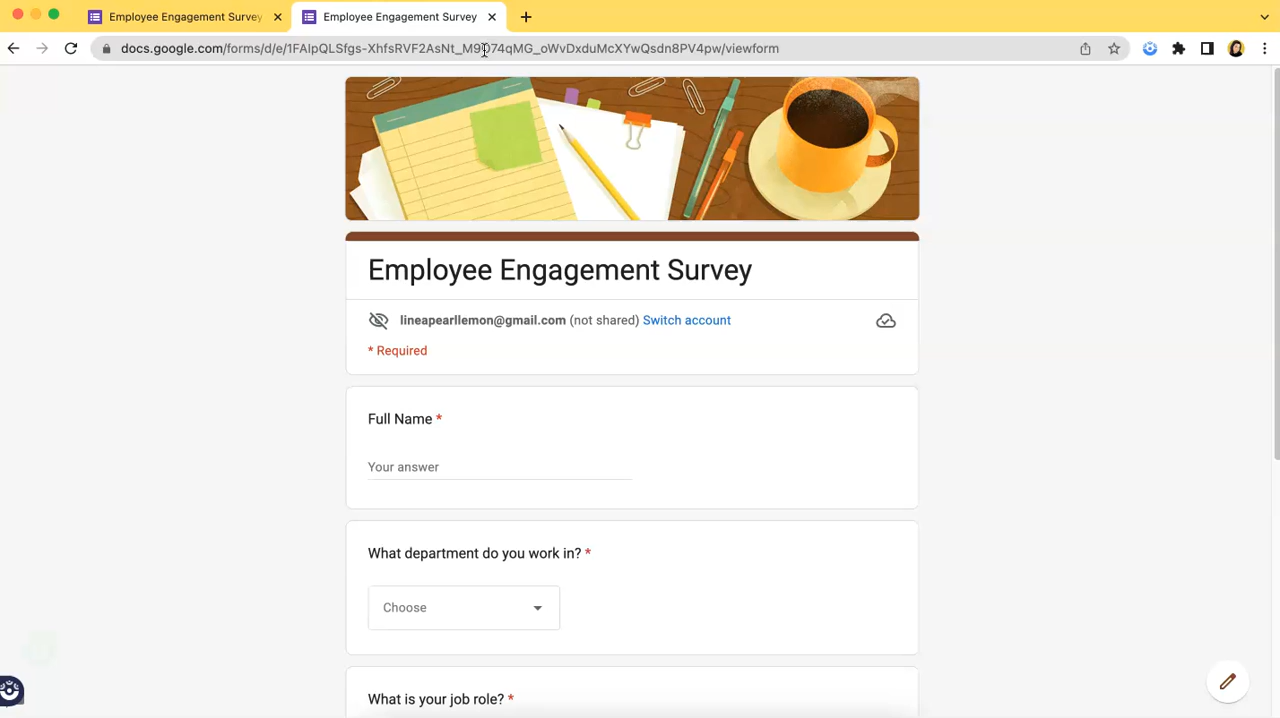 Employee Engagement Survey
Employee Engagement Survey
docs.google.com/forms/d/e/1FAIpQLSfgs-XhfsRVF2AsNt_M9Q74qMG_oWvDxduMcXYwQsdn8PV4pw/viewform
Employee Engagement Survey
lineapearllemon@gmail.com (not shared) Switch account
* Required
Full Name *
Your answer
What department do you work in? *
Choose
What is your job role? *